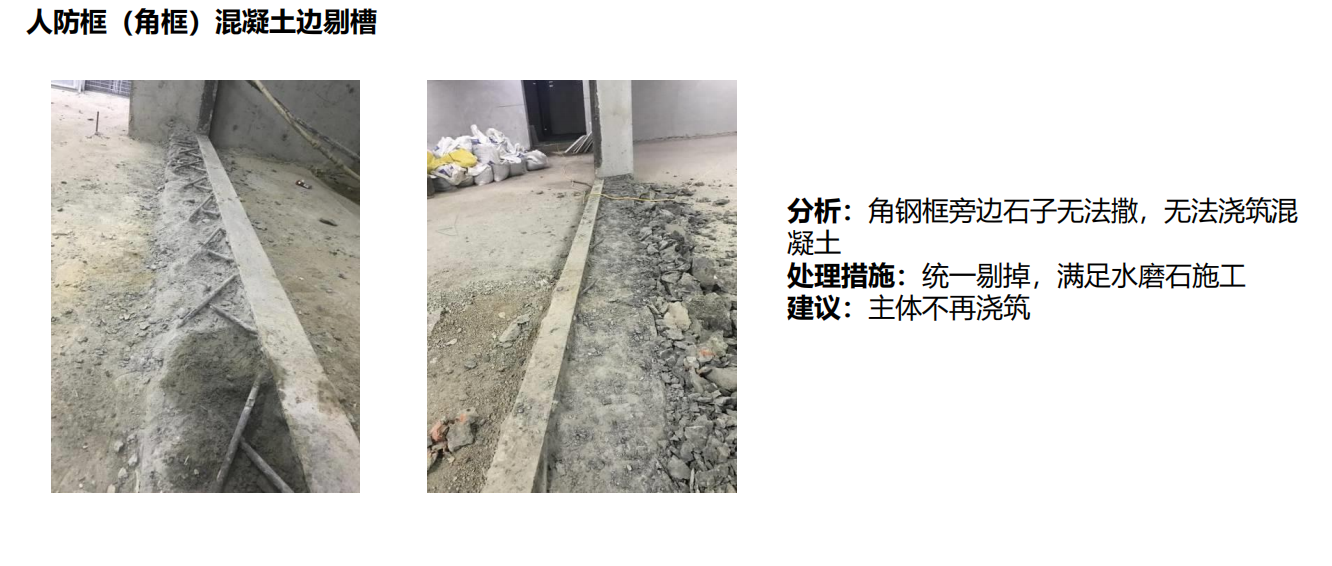 人防框（角框）混凝土边剔槽
分析：角钢框旁边石子无法撒，无法浇筑混
凝土
处理措施：统一剔掉，满足水磨石施工
建议：主体不再浇筑